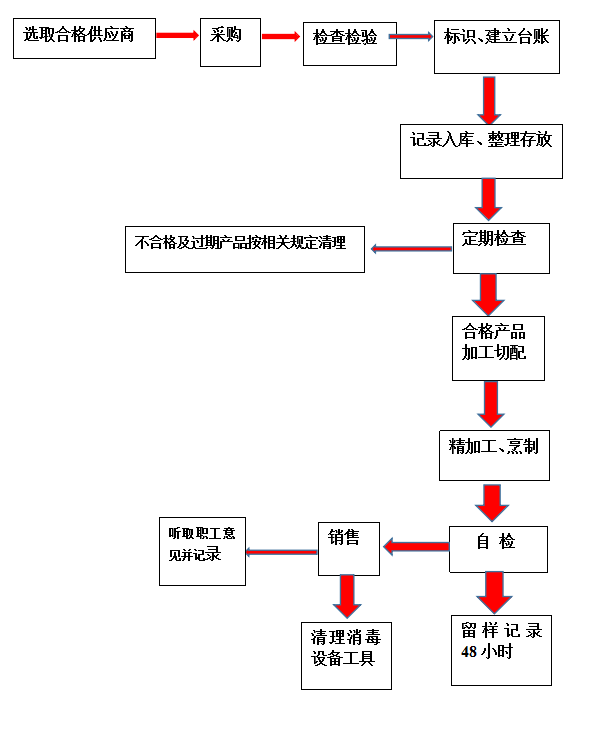 选取合格供应商
采购
检查检验
标识、建立台账
记录入库、整理存放
定期检查
不合格及过期产品按相关规定清理
合格产品
加工切配
精加工、烹制
自 检
销售
听取职工意
见并记录
清理消毒
设备工具
留样记录
48小时